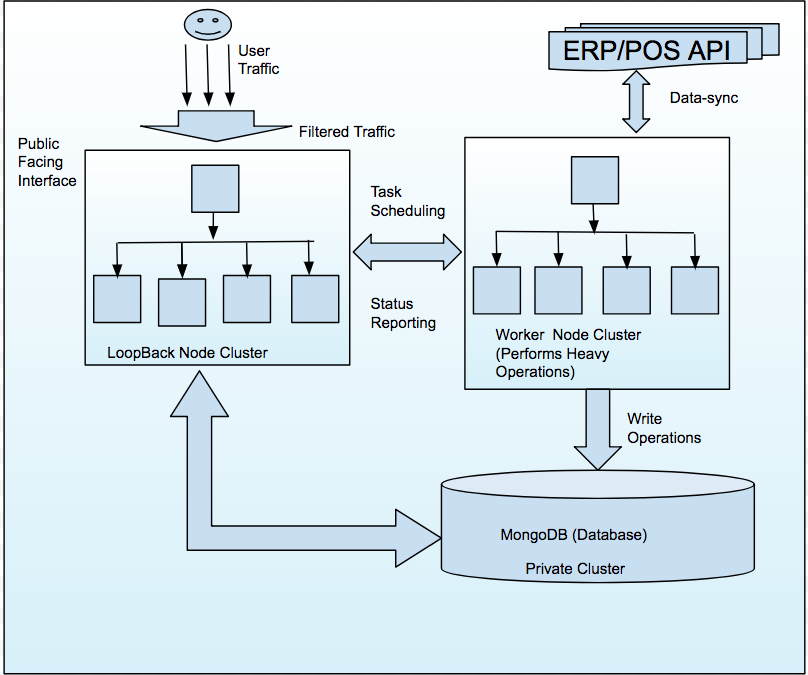 User
Traffic
ERP/POS API
Data-sync
Filtered Traffic
Public
Facing
Interface
Task
Scheduling
Status
Reporting
LoopBack Node Cluster
Worker Node Cluster
(Performs Heavy
Operations)
Write
Operations
MongoDB (Database)
Private Cluster